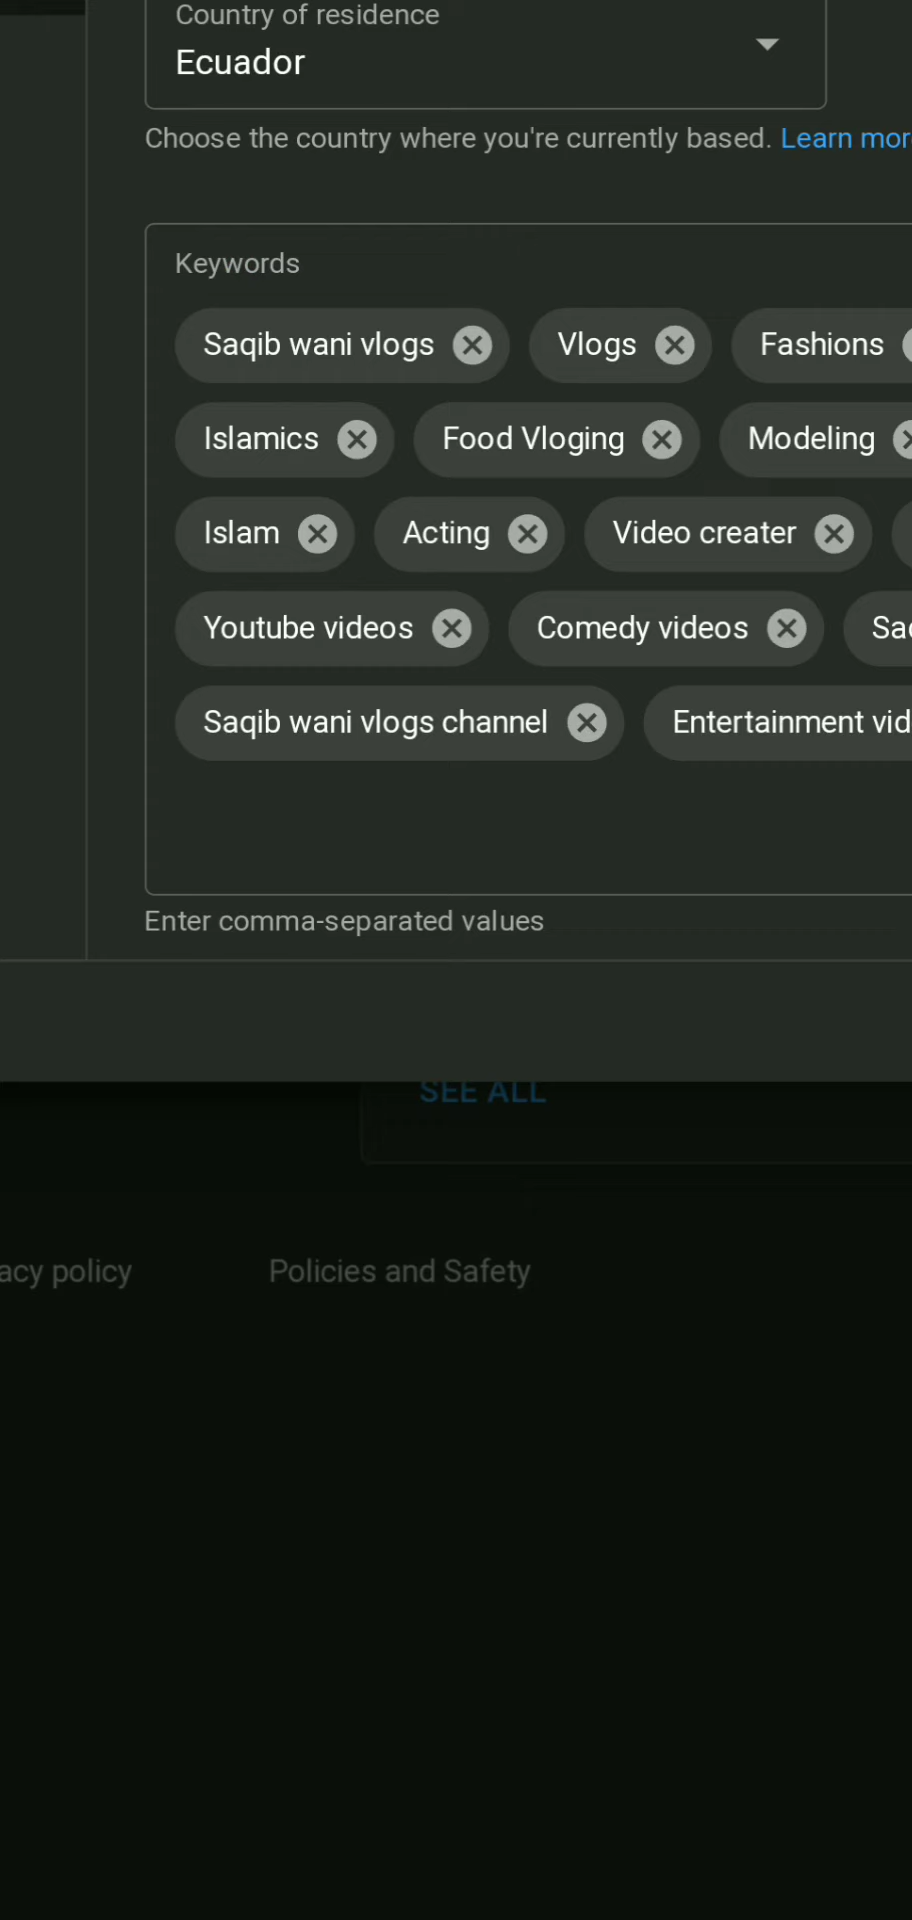 Country of residence
Ecuador
Choose the country where you're currently based. Learn mor
Keywords
Saqib wani vlogs Vlogs Fashions
Islamics Food Vloging Modeling
Islam Acting Video creater
Youtube videos Comedy videos
Saqib wani vlogs channel Entertainment vid
Enter comma-separated values
SEE ALL
acy policy Policies and Safety